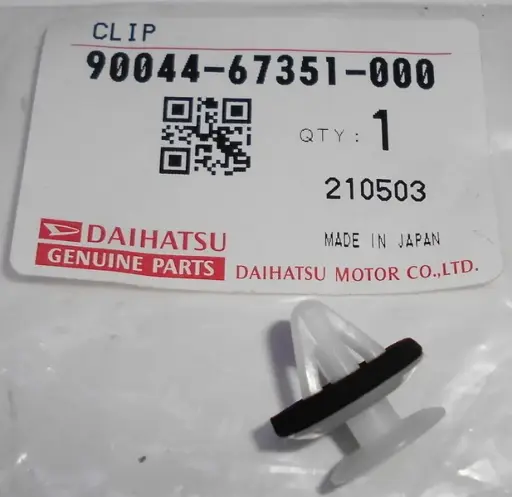 CLIP
90044-67351-000
QTY: 1
210503
DAIHATSU
GENUINE PARTS
MADE IN JAPAN
DAIHATSU MOTOR CO.,LTD.